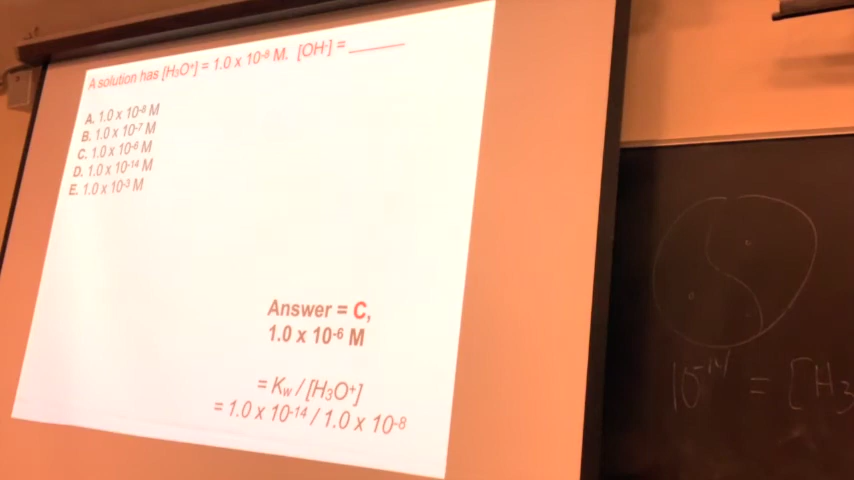 A solution has [H₃O⁺] = 1.0 x 10⁻⁸ M. [OH⁻] = ______
A. 1.0 x 10⁻⁸ M
B. 1.0 x 10⁻⁷ M
C. 1.0 x 10⁻⁶ M
D. 1.0 x 10⁻¹⁴ M
E. 1.0 x 10⁻³ M
Answer = C,
1.0 x 10⁻⁶ M
= Kw / [H₃O⁺]
= 1.0 x 10⁻¹⁴ / 1.0 x 10⁻⁸
10⁻¹⁴ = [H₃